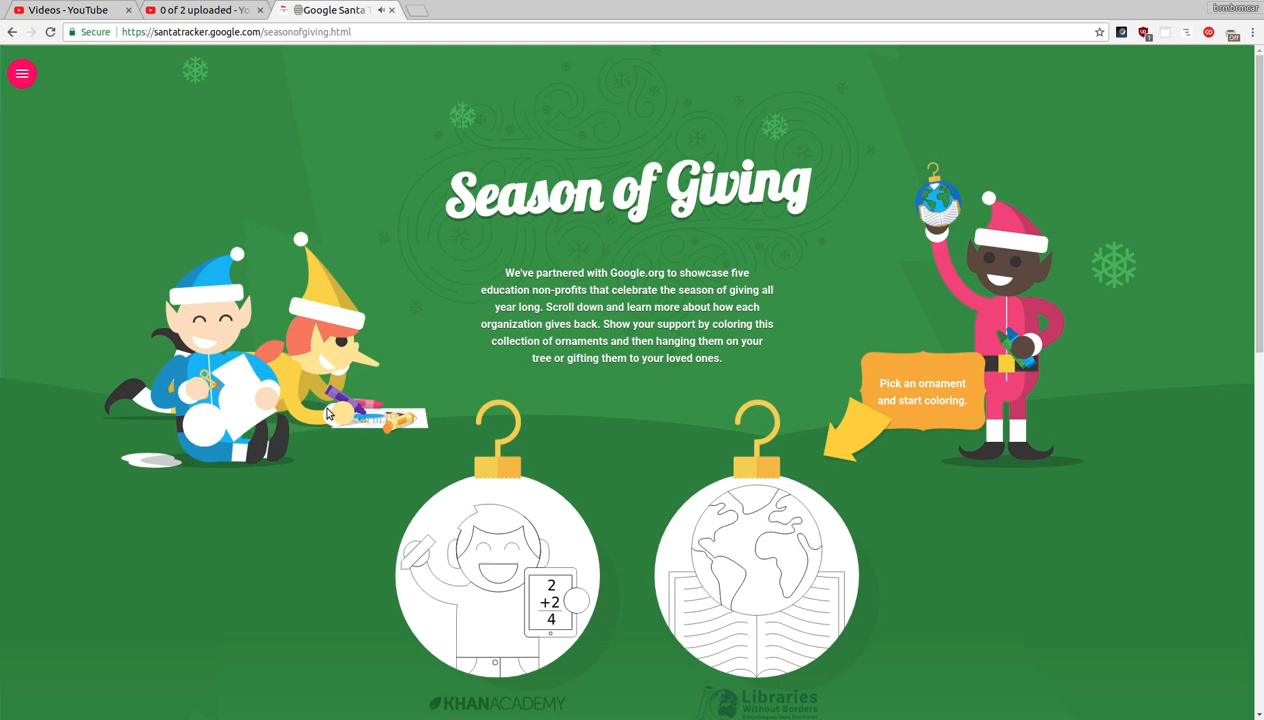 Videos - YouTube
0 of 2 uploaded - Yo
Google Santa T
brnbrncar
Secure
https://santatracker.google.com/seasonofgiving.html
Off
Season of Giving
We've partnered with Google.org to showcase five
education non-profits that celebrate the season of giving all
year long. Scroll down and learn more about how each
organization gives back. Show your support by coloring this
collection of ornaments and then hanging them on your
tree or gifting them to your loved ones.
Pick an ornament
and start coloring.
2
+2
4
KHANACADEMY
Libraries
Without Borders